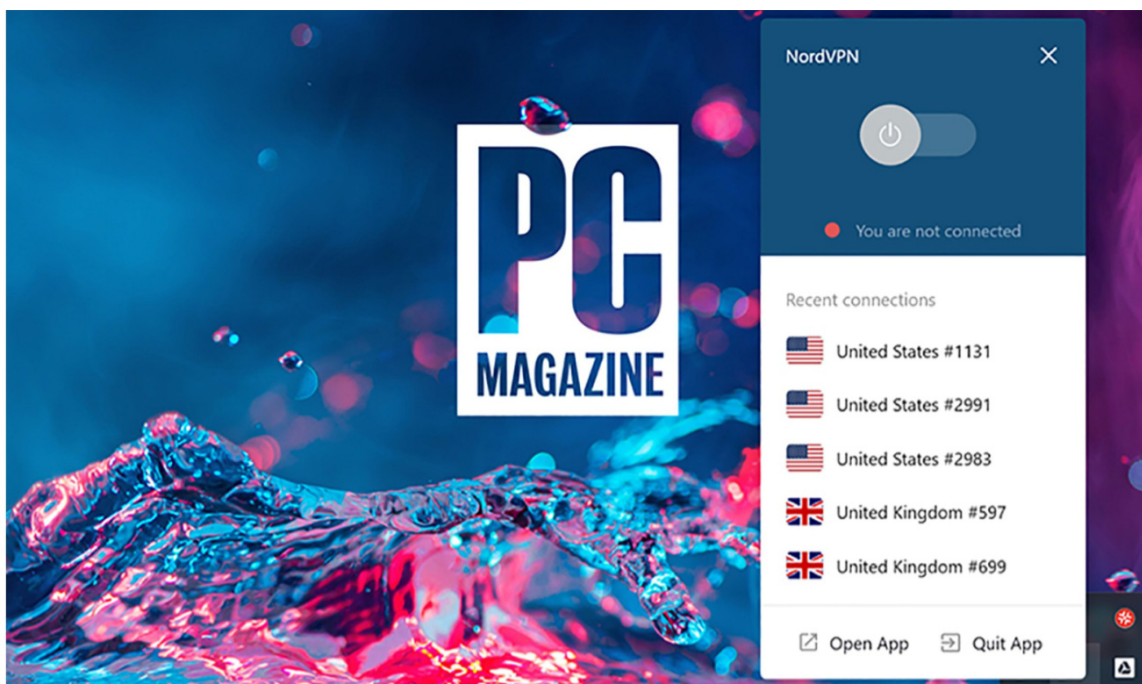 PC
MAGAZINE
NordVPN
You are not connected
Recent connections
United States #1131
United States #2991
United States #2983
United Kingdom #597
United Kingdom #699
Open App
Quit App